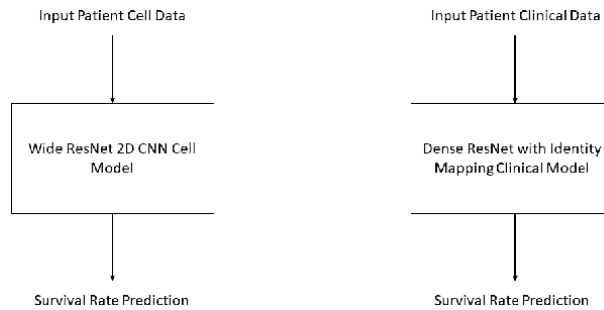 Input Patient Cell Data
Wide ResNet 2D CNN Cell
Model
Survival Rate Prediction
Input Patient Clinical Data
Dense ResNet with Identity
Mapping Clinical Model
Survival Rate Prediction